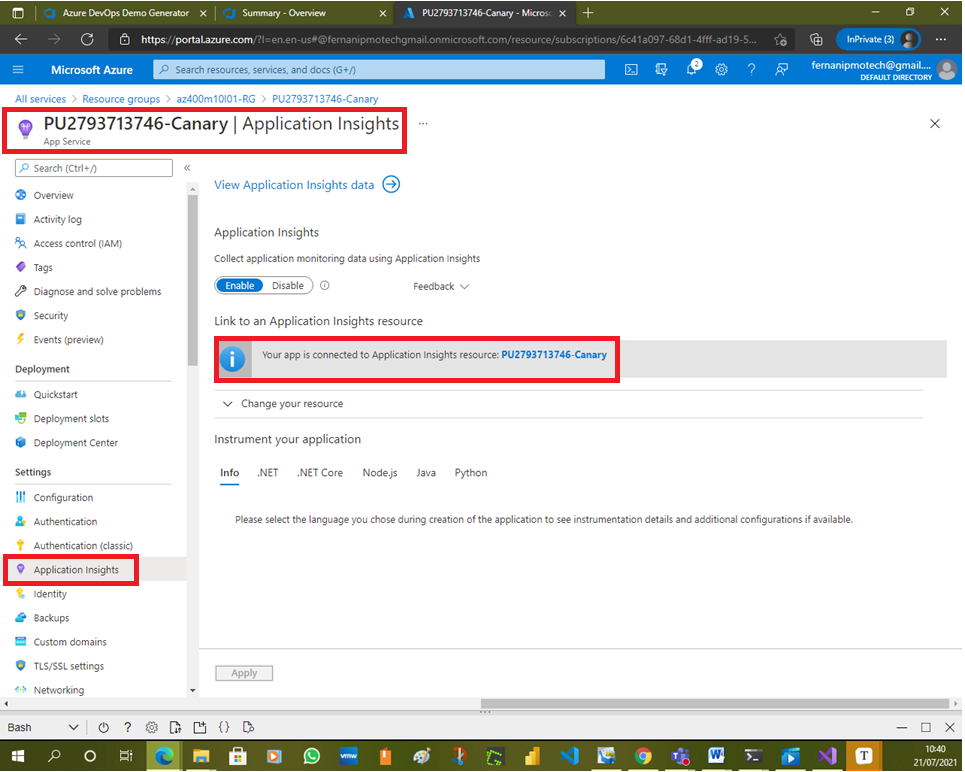 Azure DevOps Demo Generator
Summary - Overview
PU2793713746-Canary - Micros
https://portal.azure.com/?l=en.en-us#@fernanipmotechgmail.onmicrosoft.com/resource/subscriptions/6c41a097-68d1-4fff-ad19-5...
InPrivate (3)
Microsoft Azure
Search resources, services, and docs (G+/)
2
fernanipmotech@gmail....
DEFAULT DIRECTORY
All services > Resource groups > az400m10l01-RG > PU2793713746-Canary
PU2793713746-Canary | Application Insights ...
App Service
Search (Ctrl+/)
Overview
Activity log
Access control (IAM)
Tags
Diagnose and solve problems
Security
Events (preview)
Deployment
Quickstart
Deployment slots
Deployment Center
Settings
Configuration
Authentication
Authentication (classic)
Application Insights
Identity
Backups
Custom domains
TLS/SSL settings
Networking
View Application Insights data
Application Insights
Collect application monitoring data using Application Insights
Enable Disable
Feedback
Link to an Application Insights resource
Your app is connected to Application Insights resource: PU2793713746-Canary
Change your resource
Instrument your application
Info .NET .NET Core Node.js Java Python
Please select the language you chose during creation of the application to see instrumentation details and additional configurations if available.
Apply
Bash
vmw
T
10:40
21/07/2021